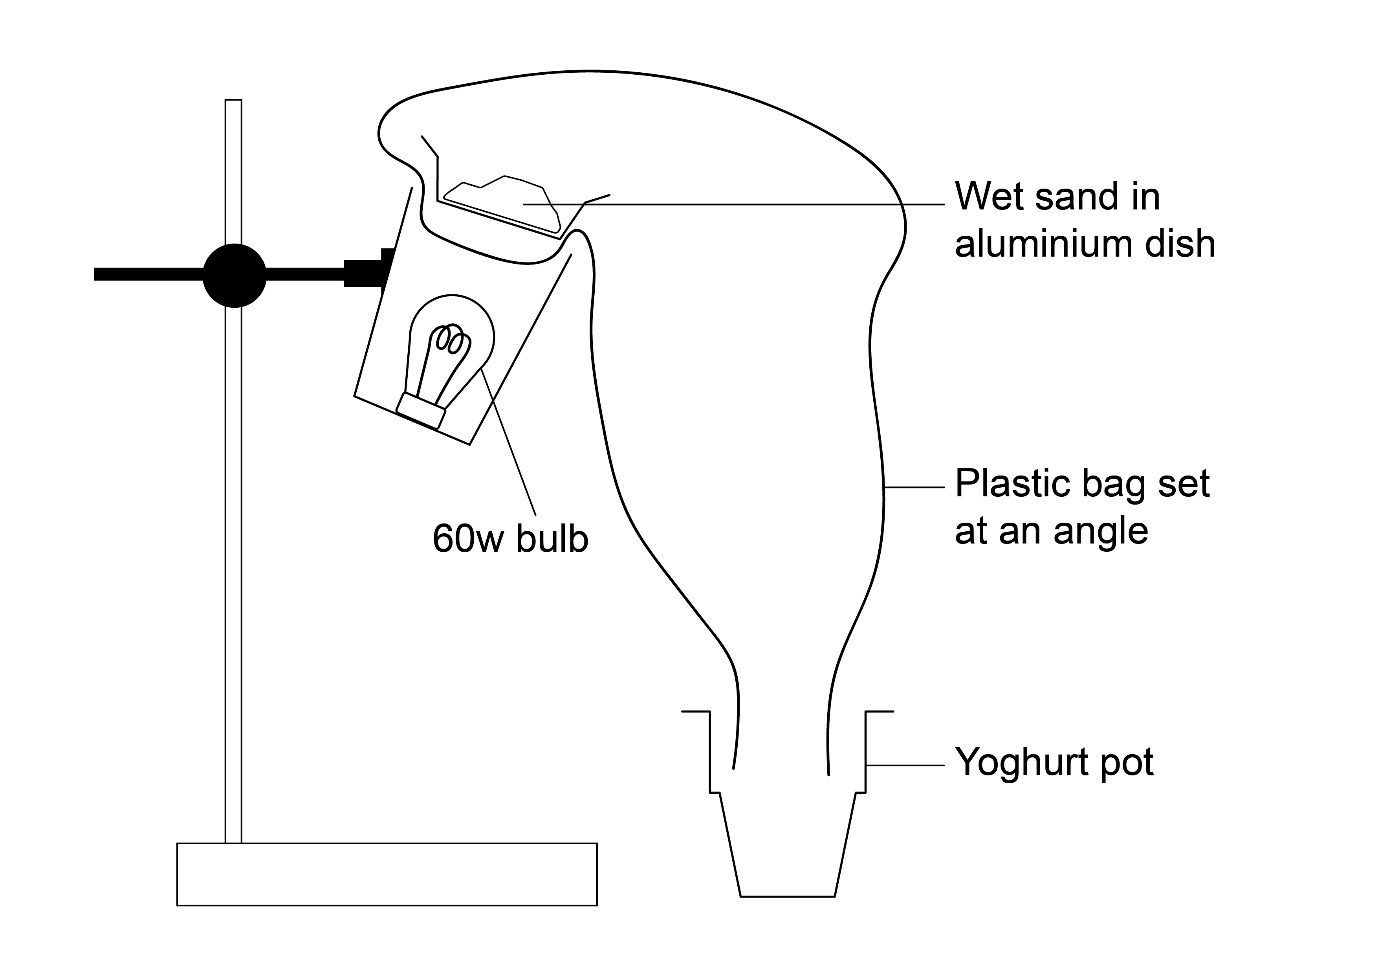 Wet sand in
aluminium dish
Plastic bag set
at an angle
60w bulb
Yoghurt pot